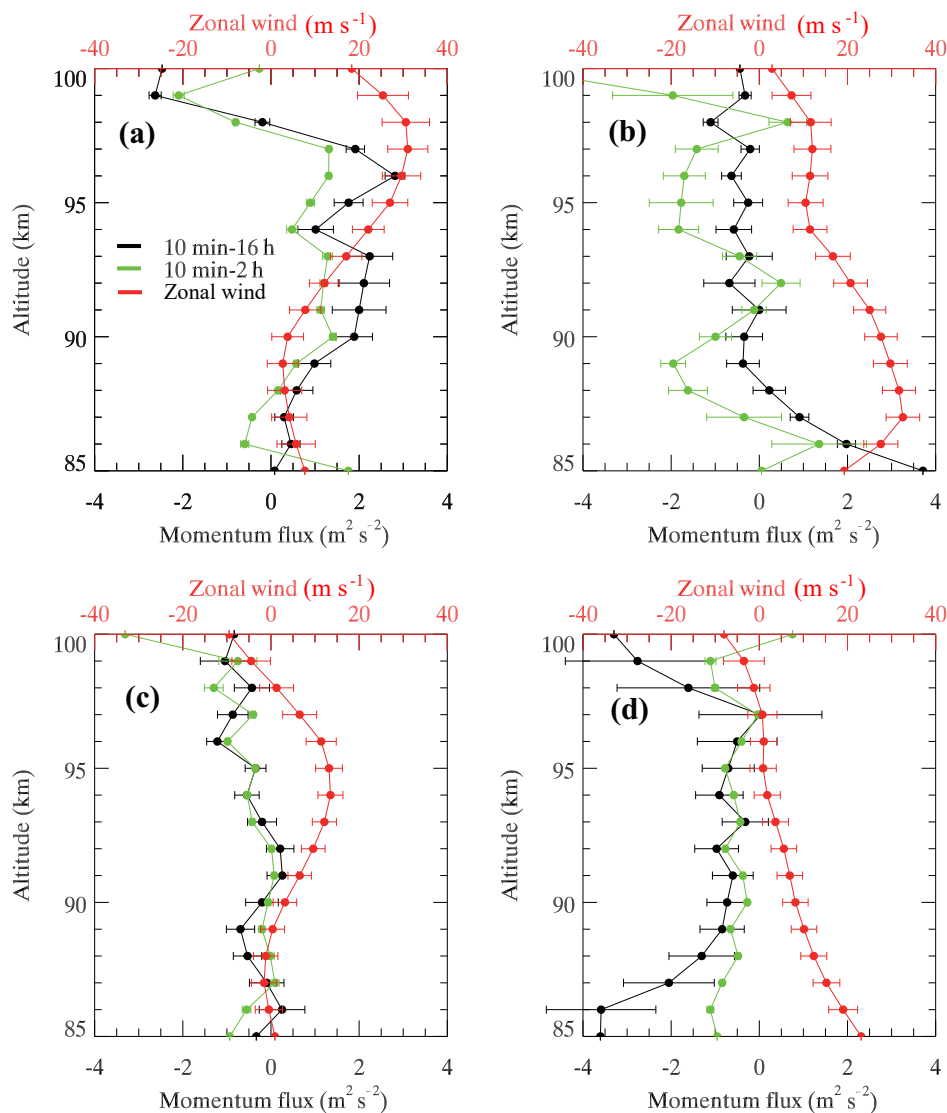 Zonal wind (m s⁻¹)
-40 -20 0 20 40
Zonal wind (m s⁻¹)
-40 -20 0 20 40
100
(a)
95
10 min-16 h
10 min-2 h
Zonal wind
90
85
Altitude (km)
-4 -2 0 2 4
Momentum flux (m² s⁻²)
100
(b)
95
90
85
Altitude (km)
-4 -2 0 2 4
Momentum flux (m² s⁻²)
Zonal wind (m s⁻¹)
-40 -20 0 20 40
Zonal wind (m s⁻¹)
-40 -20 0 20 40
100
(c)
95
90
85
Altitude (km)
-4 -2 0 2 4
Momentum flux (m² s⁻²)
100
(d)
95
90
85
Altitude (km)
-4 -2 0 2 4
Momentum flux (m² s⁻²)